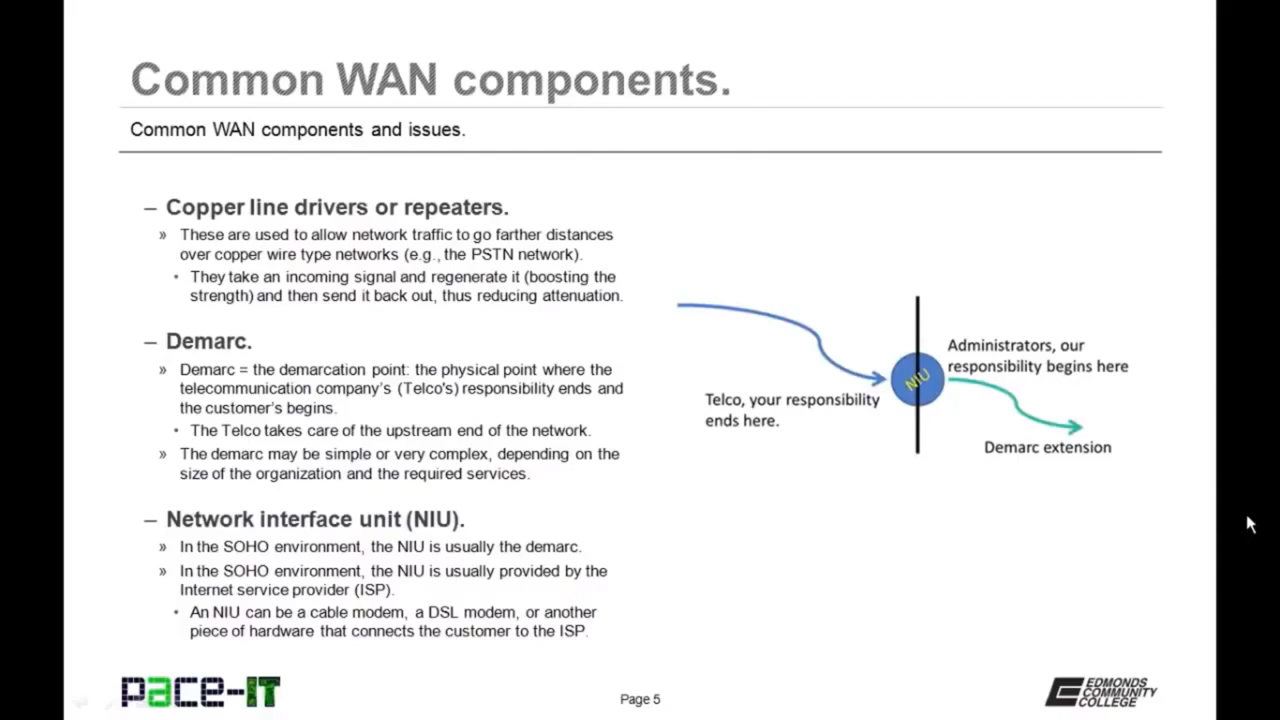 Common WAN components.
Common WAN components and issues.
– Copper line drivers or repeaters.
» These are used to allow network traffic to go farther distances
over copper wire type networks (e.g., the PSTN network).
• They take an incoming signal and regenerate it (boosting the
strength) and then send it back out, thus reducing attenuation.
– Demarc.
» Demarc = the demarcation point: the physical point where the
telecommunication company's (Telco's) responsibility ends and
the customer's begins.
• The Telco takes care of the upstream end of the network.
» The demarc may be simple or very complex, depending on the
size of the organization and the required services.
– Network interface unit (NIU).
» In the SOHO environment, the NIU is usually the demarc.
» In the SOHO environment, the NIU is usually provided by the
Internet service provider (ISP).
• An NIU can be a cable modem, a DSL modem, or another
piece of hardware that connects the customer to the ISP.
Telco, your responsibility
ends here.
NIU
Administrators, our
responsibility begins here
Demarc extension
pace-IT
Page 5
EDMONDS
COMMUNITY
COLLEGE